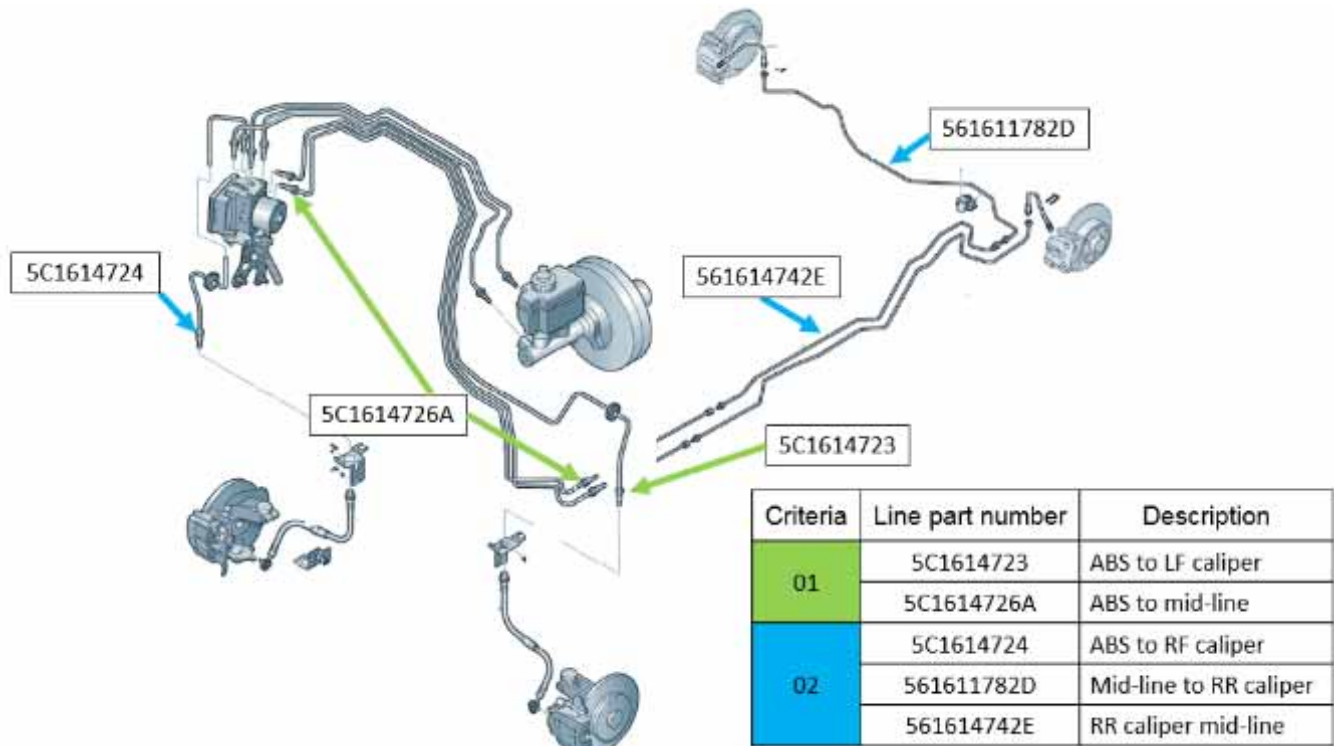 561611782D
5C1614724
561614742E
5C1614726A
5C1614723
Criteria Line part number Description
01 5C1614723 ABS to LF caliper
5C1614726A ABS to mid-line
02 5C1614724 ABS to RF caliper
561611782D Mid-line to RR caliper
561614742E RR caliper mid-line